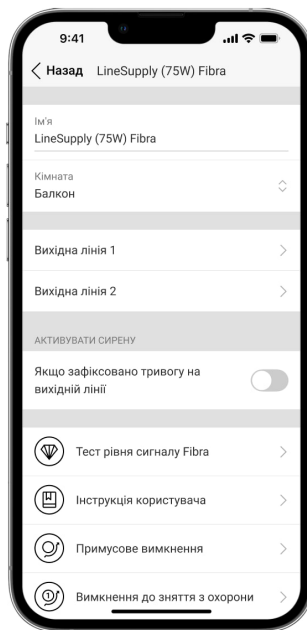 9:41
Назад LineSupply (75W) Fibra
Ім'я
LineSupply (75W) Fibra
Кімната
Балкон
Вихідна лінія 1
Вихідна лінія 2
АКТИВУВАТИ СИРЕНУ
Якщо зафіксовано тривогу на
вихідній лінії
Тест рівня сигналу Fibra
Інструкція користувача
Примусове вимкнення
1 Вимкнення до зняття з охорони